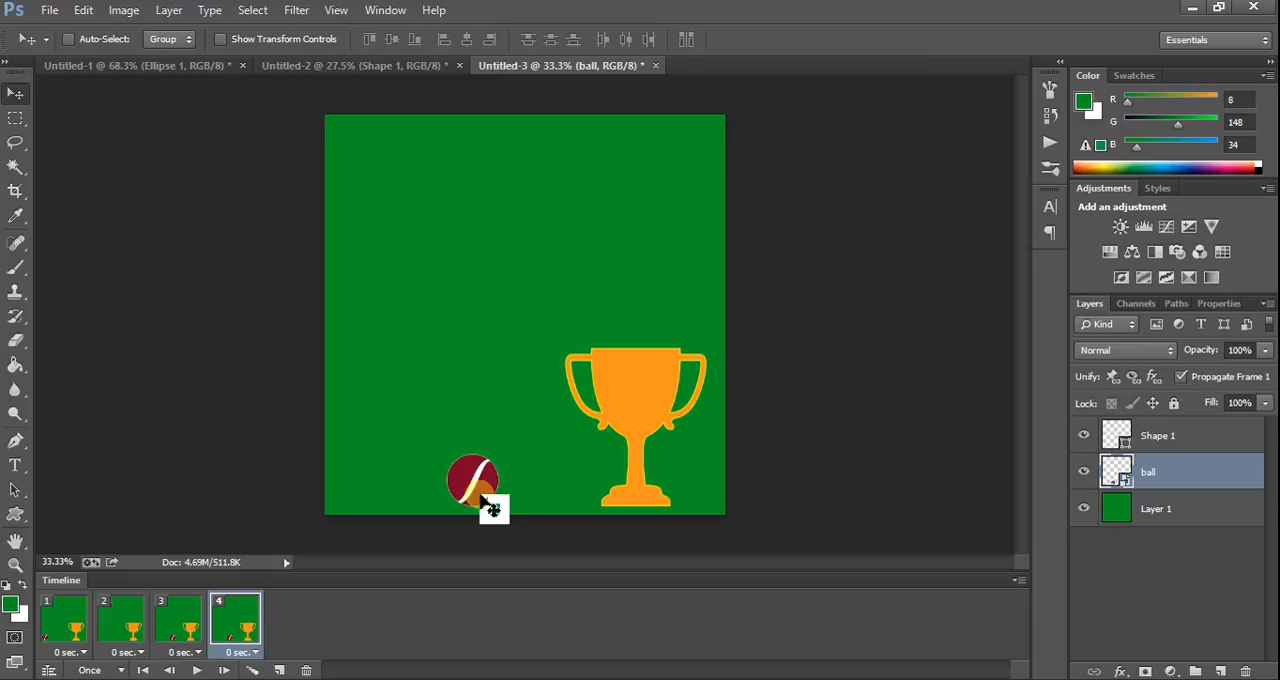 Ps File Edit Image Layer Type Select Filter View Window Help
Auto-Select: Group Show Transform Controls Essentials
Untitled-1 @ 68.3% (Ellipse 1, RGB/8) * × Untitled-2 @ 27.5% (Shape 1, RGB/8) * × Untitled-3 @ 33.3% (ball, RGB/8) * ×
Color Swatches
R 8
G 148
B 34
Adjustments Styles
Add an adjustment
Layers Channels Paths Properties
Kind
Normal Opacity: 100%
Unify: Propagate Frame 1
Lock: Fill: 100%
Shape 1
ball
Layer 1
33.33% Doc: 4.69M/511.8K
Timeline
1 2 3 4
0 sec. 0 sec. 0 sec. 0 sec.
Once